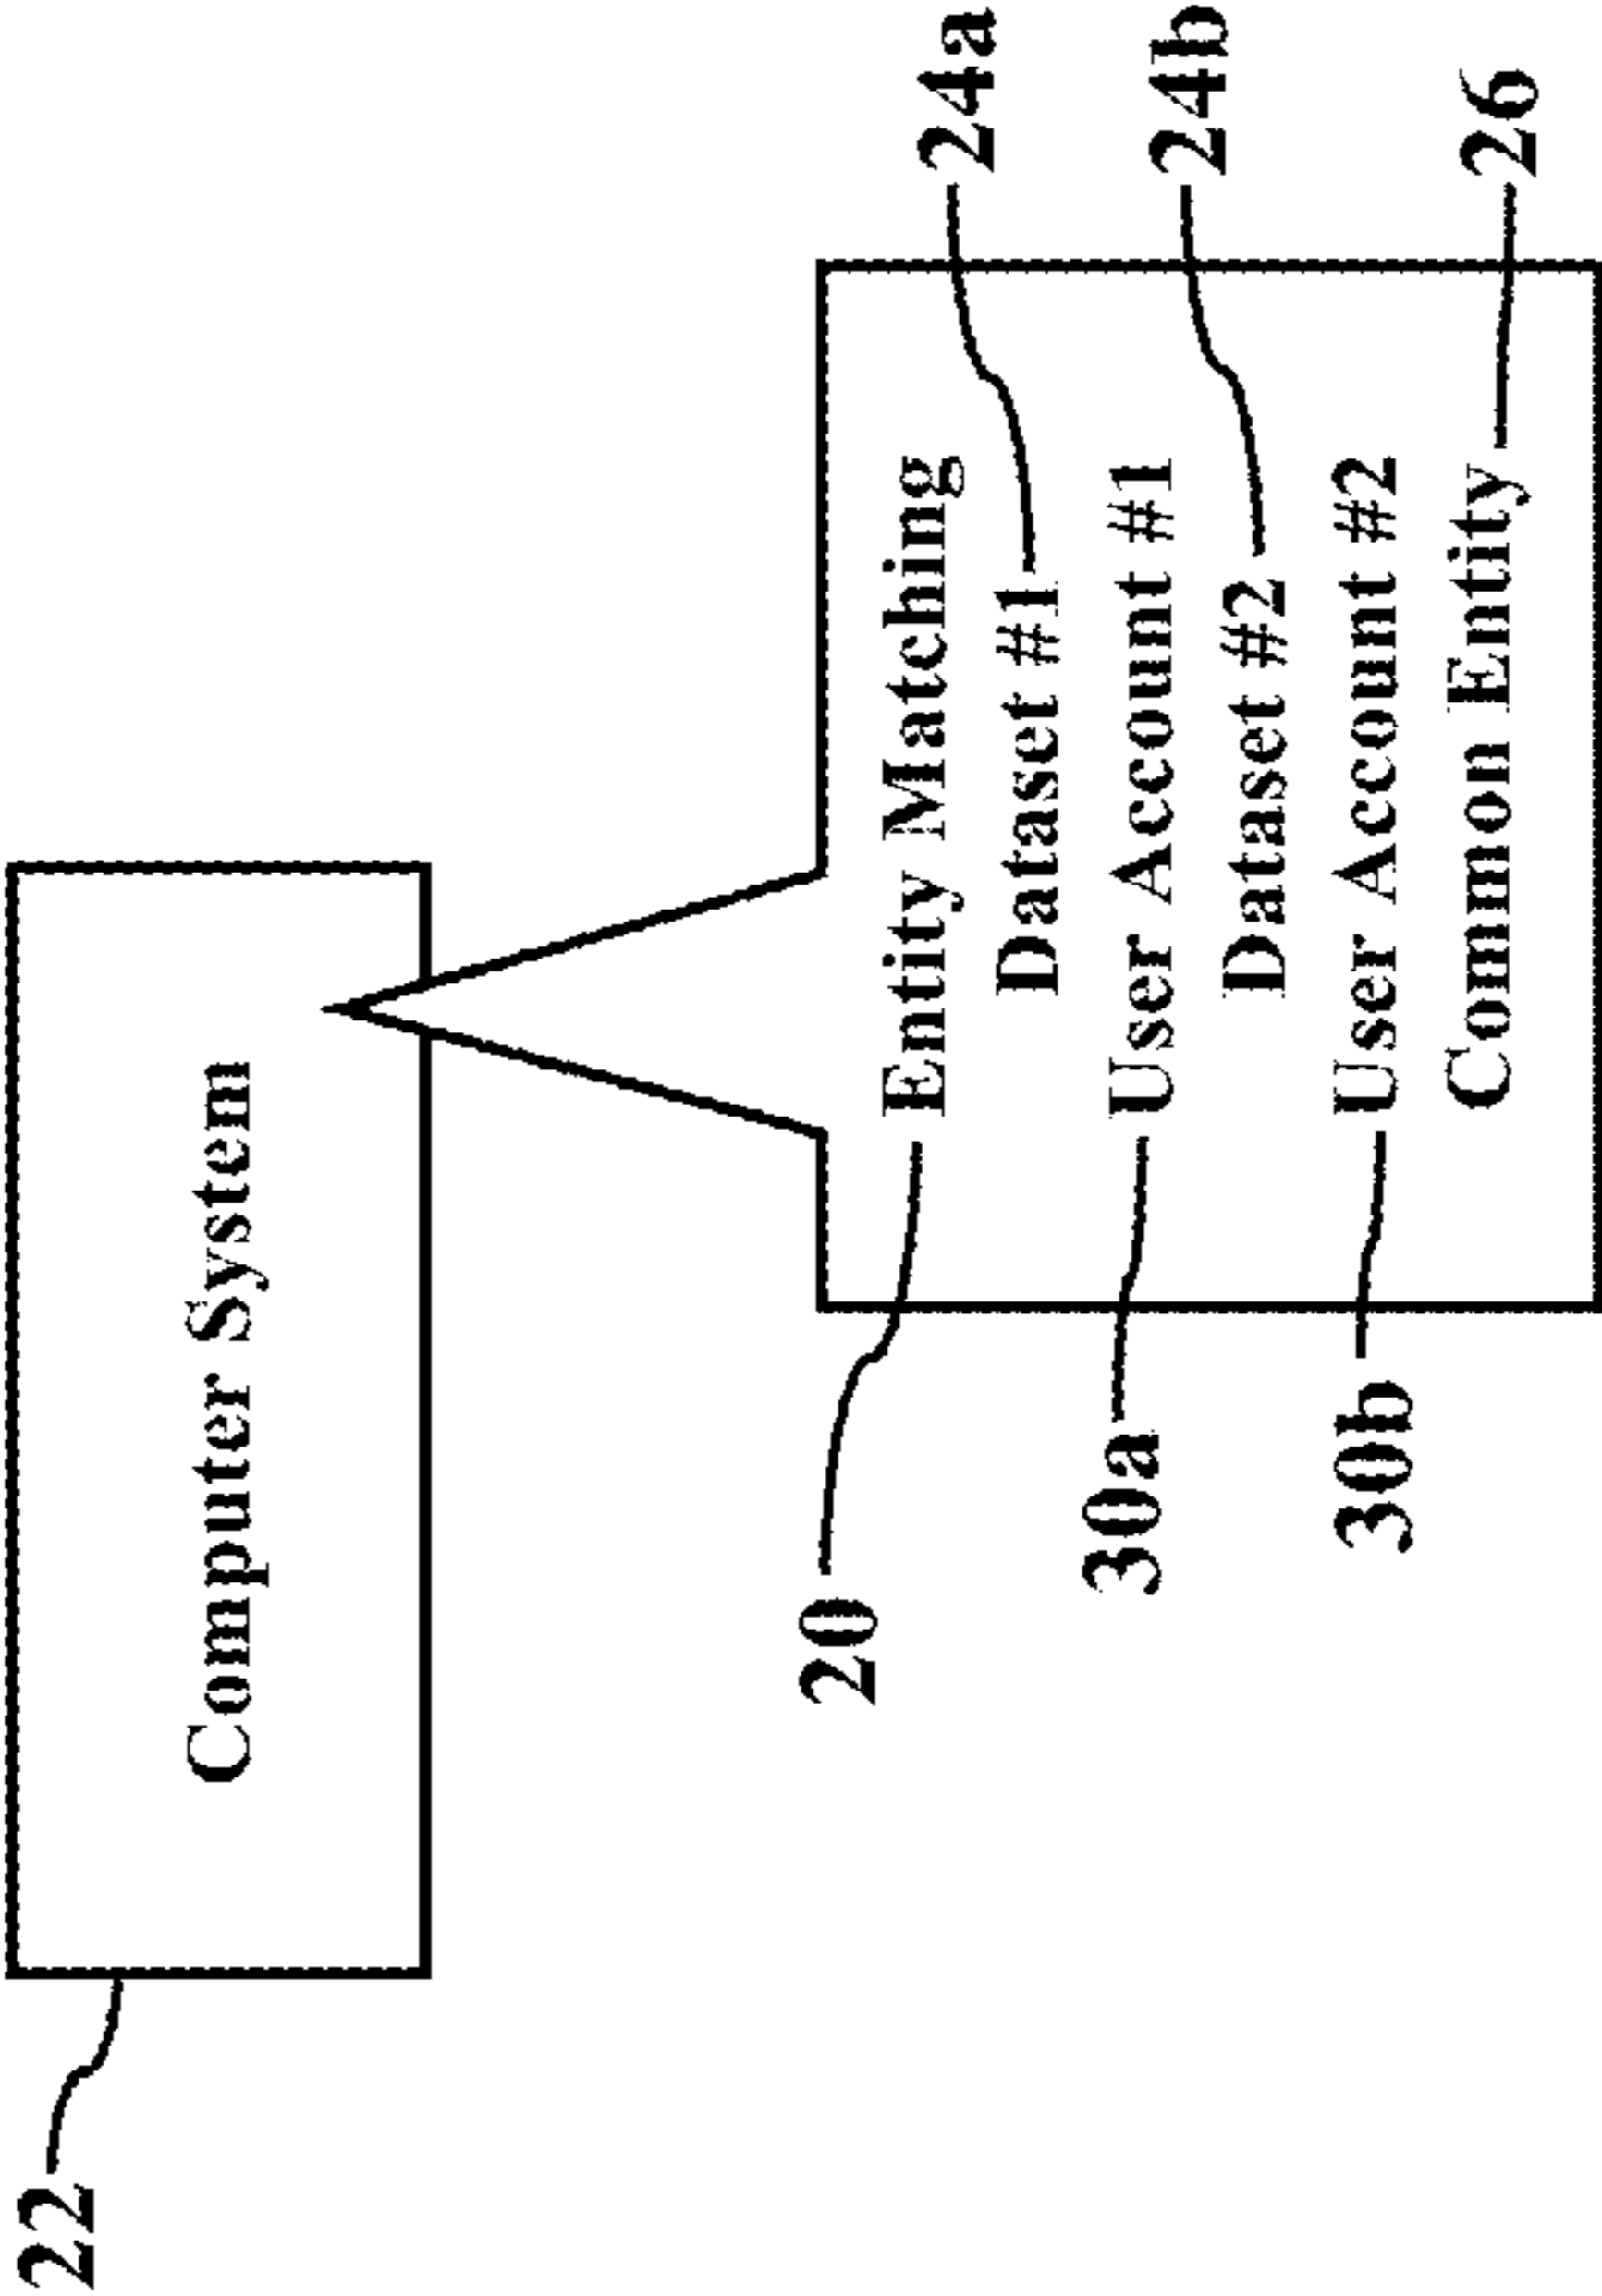 22
Computer System
20
Entity Matching
24a
Dataset #1
30a
User Account #1
24b
Dataset #2
30b
User Account #2
Common Entity
26